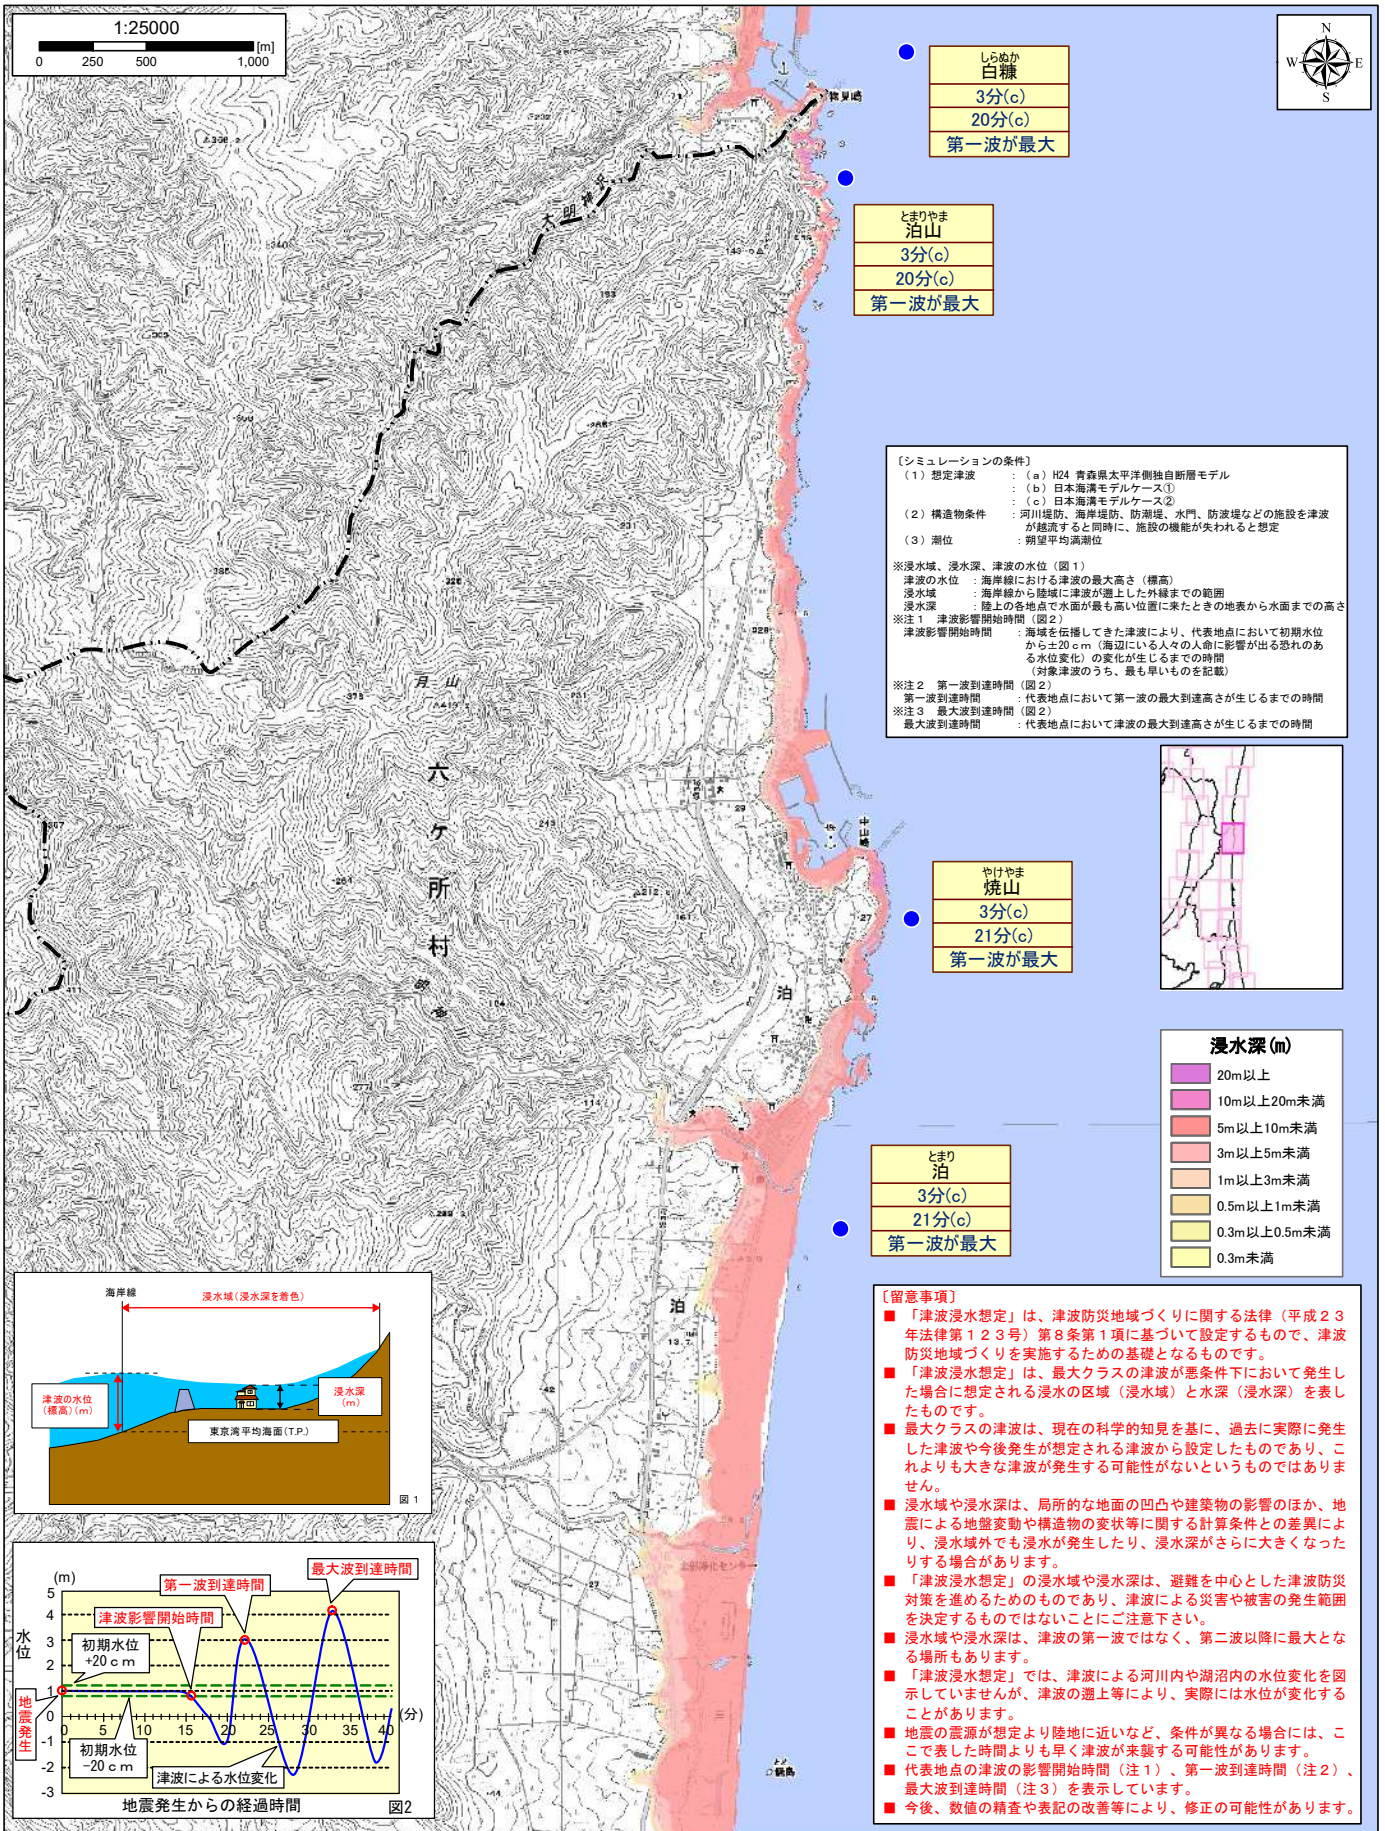 1:25000
[m]
0 250 500 1,000
N
W E
S
しらぬか
白糠
3分(c)
20分(c)
第一波が最大
物見崎
とまりやま
泊山
3分(c)
20分(c)
第一波が最大
大明神沢
〔シミュレーションの条件〕
（１）想定津波 ：（ａ）H24 青森県太平洋側独自断層モデル
：（ｂ）日本海溝モデルケース①
：（ｃ）日本海溝モデルケース②
（２）構造物条件 ：河川堤防、海岸堤防、防潮堤、水門、防波堤などの施設を津波
が越流すると同時に、施設の機能が失われると想定
（３）潮位 ：朔望平均満潮位
※浸水域、浸水深、津波の水位（図１）
津波の水位 ：海岸線における津波の最大高さ（標高）
浸水域 ：海岸線から陸域に津波が遡上した外縁までの範囲
浸水深 ：陸上の各地点で水面が最も高い位置に来たときの地表から水面までの高さ
※注１ 津波影響開始時間（図２）
津波影響開始時間 ：海域を伝播してきた津波により、代表地点において初期水位
から±20ｃｍ（海辺にいる人々の人命に影響が出る恐れのあ
る水位変化）の変化が生じるまでの時間
（対象津波のうち、最も早いものを記載）
※注２ 第一波到達時間（図２）
第一波到達時間 ：代表地点において第一波の最大到達高さが生じるまでの時間
※注３ 最大波到達時間（図２）
最大波到達時間 ：代表地点において津波の最大到達高さが生じるまでの時間
月山
六ケ所村
中山崎
やけやま
焼山
3分(c)
21分(c)
第一波が最大
泊
浸水深(m)
20m以上
10m以上20m未満
5m以上10m未満
3m以上5m未満
1m以上3m未満
0.5m以上1m未満
0.3m以上0.5m未満
0.3m未満
とまり
泊
3分(c)
21分(c)
第一波が最大
泊
13.7
海岸線
浸水域(浸水深を着色)
津波の水位
(標高)(m)
浸水深
(m)
東京湾平均海面(T.P.)
図１
〔留意事項〕
■ 「津波浸水想定」は、津波防災地域づくりに関する法律（平成２３
年法律第１２３号）第８条第１項に基づいて設定するもので、津波
防災地域づくりを実施するための基礎となるものです。
■ 「津波浸水想定」は、最大クラスの津波が悪条件下において発生し
た場合に想定される浸水の区域（浸水域）と水深（浸水深）を表し
たものです。
■ 最大クラスの津波は、現在の科学的知見を基に、過去に実際に発生
した津波や今後発生が想定される津波から設定したものであり、こ
れよりも大きな津波が発生する可能性がないというものではありま
せん。
■ 浸水域や浸水深は、局所的な地面の凹凸や建築物の影響のほか、地
震による地盤変動や構造物の変状等に関する計算条件との差異によ
り、浸水域外でも浸水が発生したり、浸水深がさらに大きくなった
りする場合があります。
■ 「津波浸水想定」の浸水域や浸水深は、避難を中心とした津波防災
対策を進めるためのものであり、津波による災害や被害の発生範囲
を決定するものではないことにご注意下さい。
■ 浸水域や浸水深は、津波の第一波ではなく、第二波以降に最大とな
る場所もあります。
■ 「津波浸水想定」では、津波による河川内や湖沼内の水位変化を図
示していませんが、津波の遡上等により、実際には水位が変化する
ことがあります。
■ 地震の震源が想定より陸地に近いなど、条件が異なる場合には、こ
こで表した時間よりも早く津波が来襲する可能性があります。
■ 代表地点の津波の影響開始時間（注１）、第一波到達時間（注２）、
最大波到達時間（注３）を表示しています。
■ 今後、数値の精査や表記の改善等により、修正の可能性があります。
(m)
最大波到達時間
第一波到達時間
津波影響開始時間
水位
初期水位
+20ｃｍ
5
4
3
2
1
0
-1
-2
-3
地震発生
0 5 10 15 20 25 30 35 40 (分)
初期水位
-20ｃｍ
津波による水位変化
地震発生からの経過時間
図2